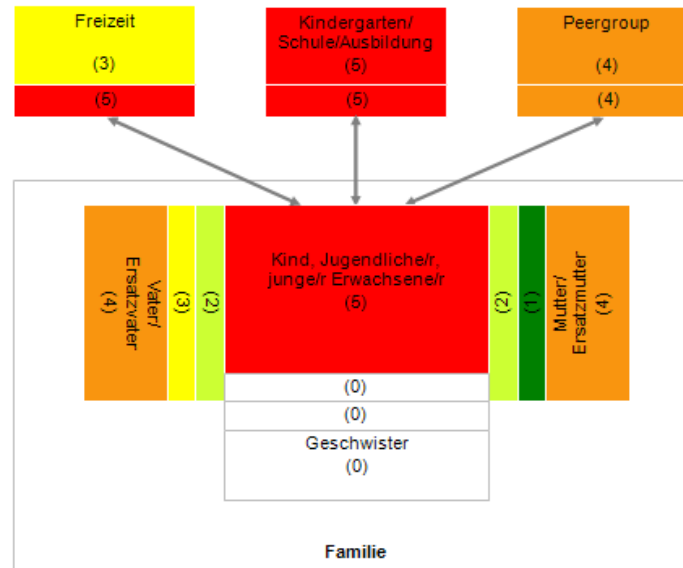 Freizeit
(3)
(5)
Kindergarten/
Schule/Ausbildung
(5)
(5)
Peergroup
(4)
(4)
Vater/
Ersatzvater
(4)
(3)
(2)
Kind, Jugendliche/r,
junge/r Erwachsene/r
(5)
(2)
(1)
Mutter/
Ersatzmutter
(4)
(0)
(0)
Geschwister
(0)
Familie